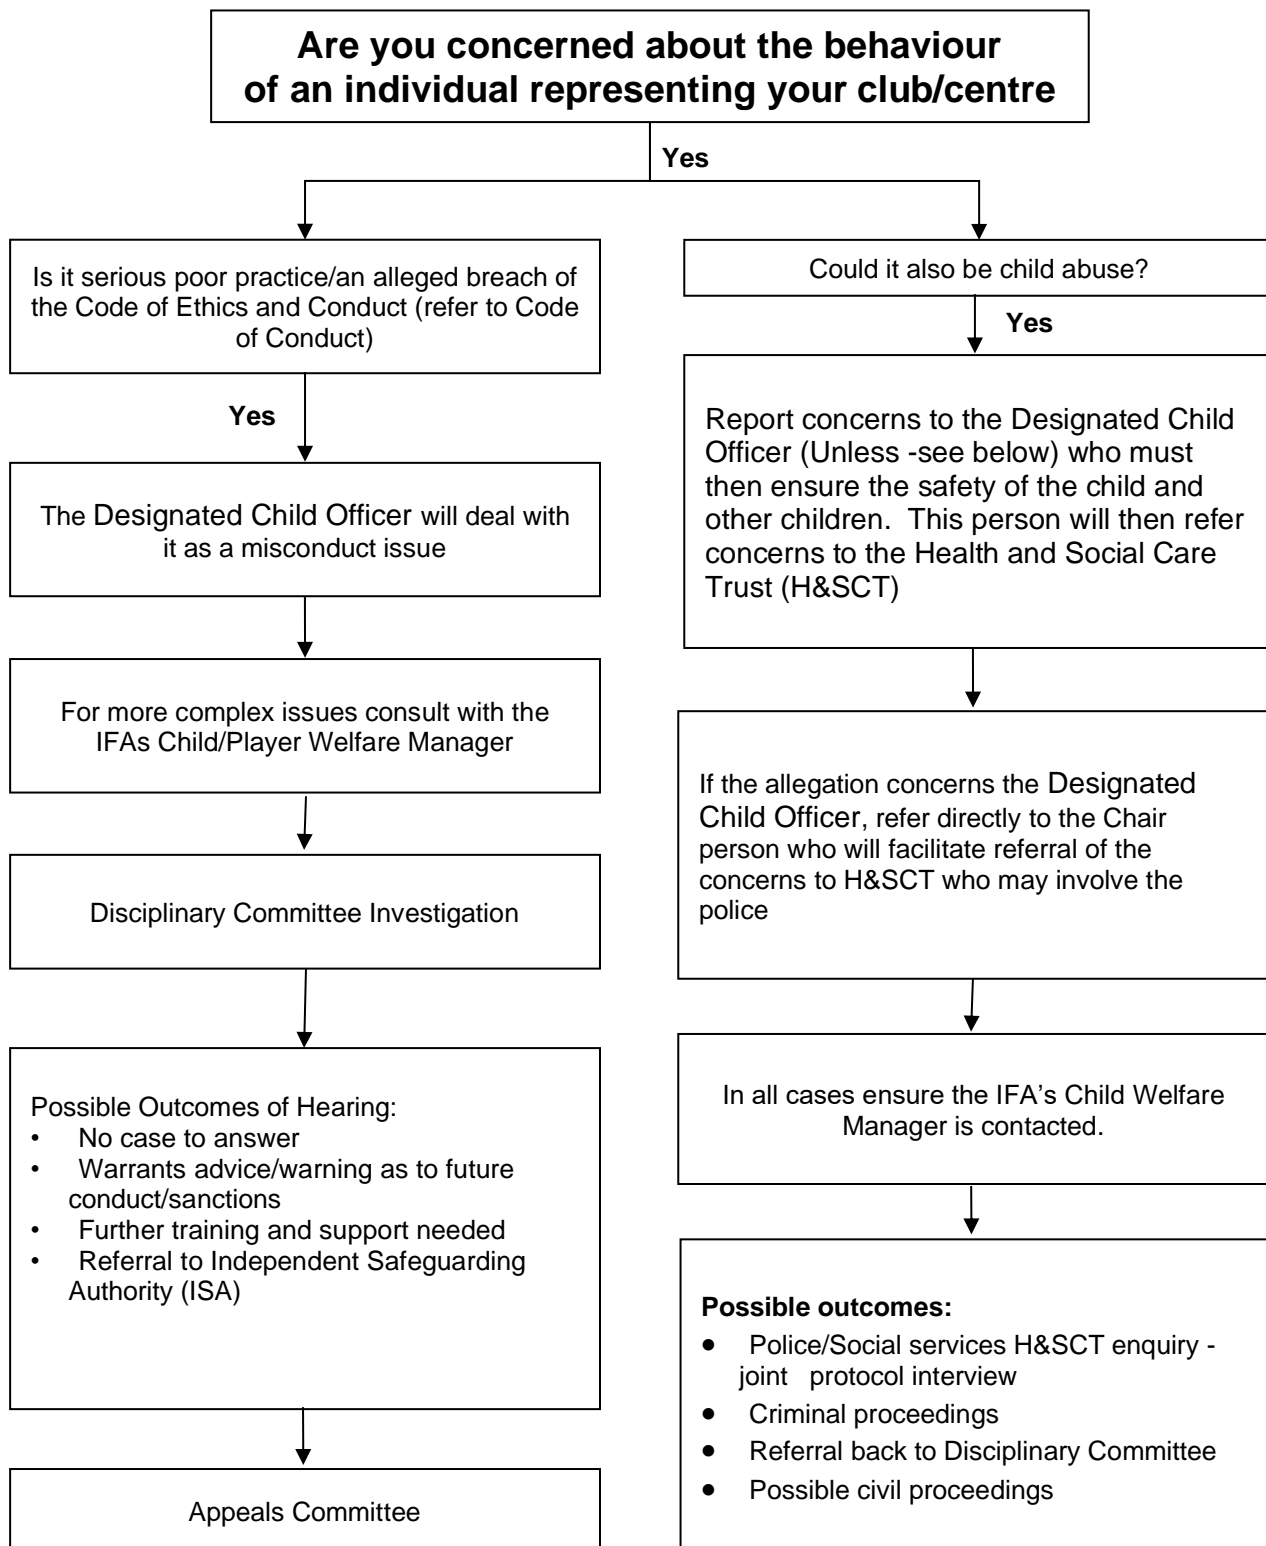 Are you concerned about the behaviour
of an individual representing your club/centre
Yes
Is it serious poor practice/an alleged breach of
the Code of Ethics and Conduct (refer to Code
of Conduct)
Yes
The Designated Child Officer will deal with
it as a misconduct issue
For more complex issues consult with the
IFAs Child/Player Welfare Manager
Disciplinary Committee Investigation
Possible Outcomes of Hearing:
• No case to answer
• Warrants advice/warning as to future
conduct/sanctions
• Further training and support needed
• Referral to Independent Safeguarding
Authority (ISA)
Appeals Committee
Could it also be child abuse?
Yes
Report concerns to the Designated Child
Officer (Unless -see below) who must
then ensure the safety of the child and
other children. This person will then refer
concerns to the Health and Social Care
Trust (H&SCT)
If the allegation concerns the Designated
Child Officer, refer directly to the Chair
person who will facilitate referral of the
concerns to H&SCT who may involve the
police
In all cases ensure the IFA's Child Welfare
Manager is contacted.
Possible outcomes:
• Police/Social services H&SCT enquiry -
joint protocol interview
• Criminal proceedings
• Referral back to Disciplinary Committee
• Possible civil proceedings